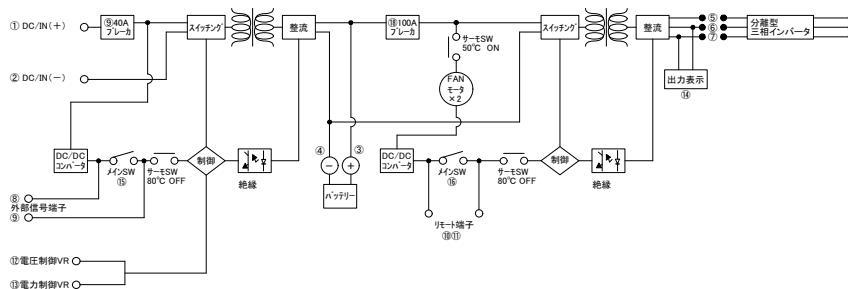 ① DC/IN(+)
⑨40A
ブレーカ
スイッチング
整流
⑱100A
ブレーカ
サーモSW
50℃ ON
FAN
モータ
×2
スイッチング
整流
⑤
⑥
⑦
分離型
三相インバータ
出力表示
⑭
② DC/IN(−)
DC/DC
コンバータ
メインSW
⑮
サーモSW
80℃ OFF
制御
絶縁
④
−
③
+
バッテリー
DC/DC
コンバータ
メインSW
⑯
サーモSW
80℃ OFF
制御
絶縁
⑧
外部信号端子
⑨
リモート端子
⑩⑪
⑫電圧制御VR
⑬電力制御VR